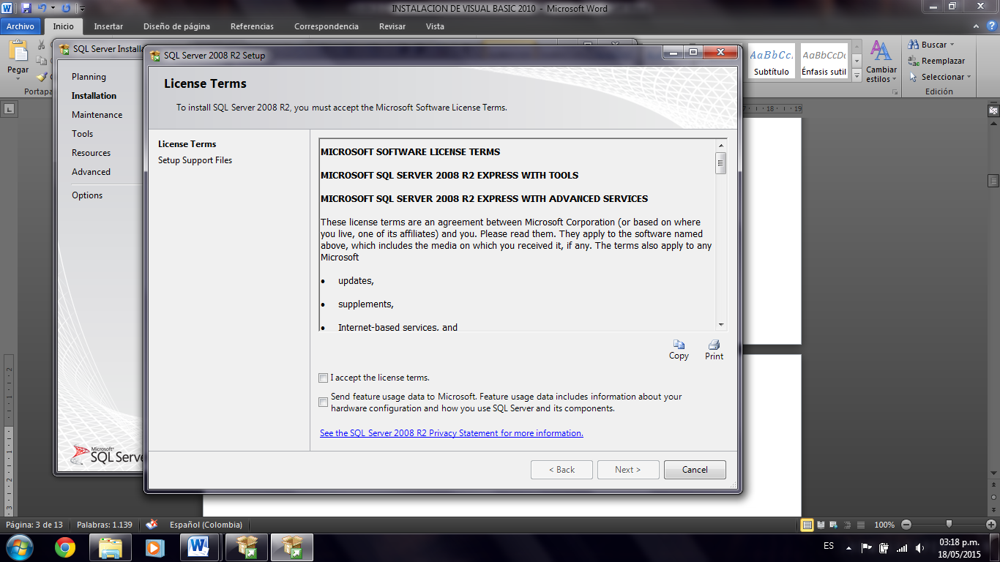 INSTALACION DE VISUAL BASIC 2010 - Microsoft Word
Archivo Inicio Insertar Diseño de página Referencias Correspondencia Revisar Vista
Pegar
Portapa
AaBbCc. AaBbCcDc
Subtítulo Énfasis sutil
Cambiar estilos
Buscar
Reemplazar
Seleccionar
Edición
SQL Server Installa
Planning
Installation
Maintenance
Tools
Resources
Advanced
Options
Microsoft®
SQL Serve
SQL Server 2008 R2 Setup
License Terms
To install SQL Server 2008 R2, you must accept the Microsoft Software License Terms.
License Terms
Setup Support Files
MICROSOFT SOFTWARE LICENSE TERMS
MICROSOFT SQL SERVER 2008 R2 EXPRESS WITH TOOLS
MICROSOFT SQL SERVER 2008 R2 EXPRESS WITH ADVANCED SERVICES
These license terms are an agreement between Microsoft Corporation (or based on where
you live, one of its affiliates) and you. Please read them. They apply to the software named
above, which includes the media on which you received it, if any. The terms also apply to any
Microsoft
• updates,
• supplements,
• Internet-based services, and
Copy Print
I accept the license terms.
Send feature usage data to Microsoft. Feature usage data includes information about your
hardware configuration and how you use SQL Server and its components.
See the SQL Server 2008 R2 Privacy Statement for more information.
< Back Next > Cancel
18 19
2
1
1
2
3
Página: 3 de 13 Palabras: 1.139 Español (Colombia) 100%
ES
03:18 p.m.
18/05/2015